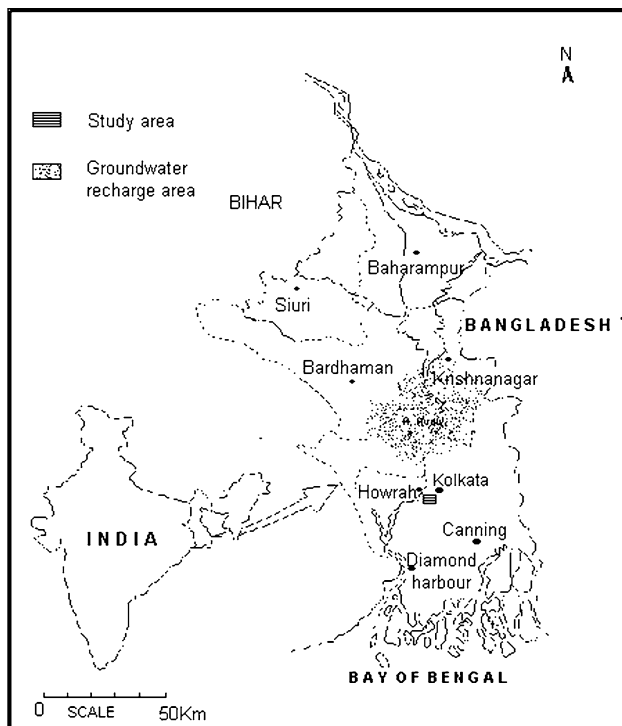 N
Study area
Groundwater
recharge area
BIHAR
Baharampur
Siuri
BANGLADESH
Bardhaman
Krishnanagar
Howrah
Kolkata
INDIA
Canning
Diamond
harbour
BAY OF BENGAL
0 SCALE 50Km